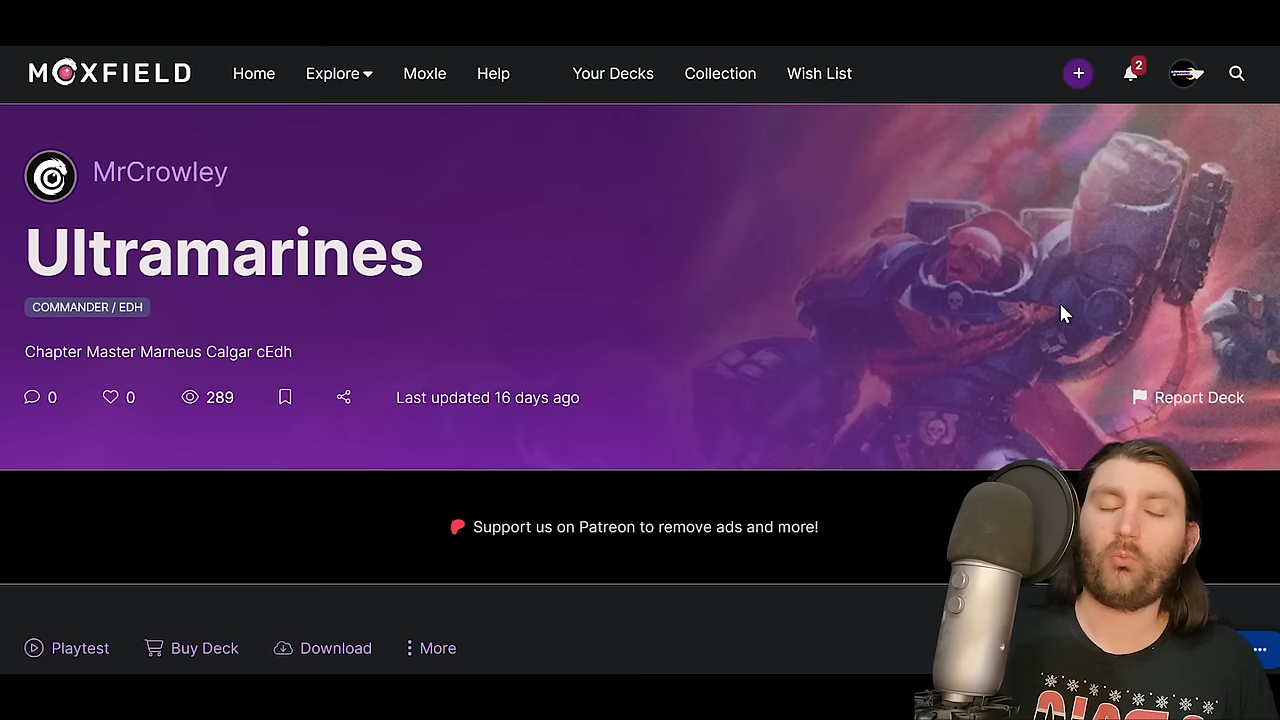 MOXFIELD
Home Explore Moxle Help Your Decks Collection Wish List
2
MrCrowley
Ultramarines
COMMANDER / EDH
Chapter Master Marneus Calgar cEdh
0 0 289 Last updated 16 days ago Report Deck
Support us on Patreon to remove ads and more!
Playtest Buy Deck Download More